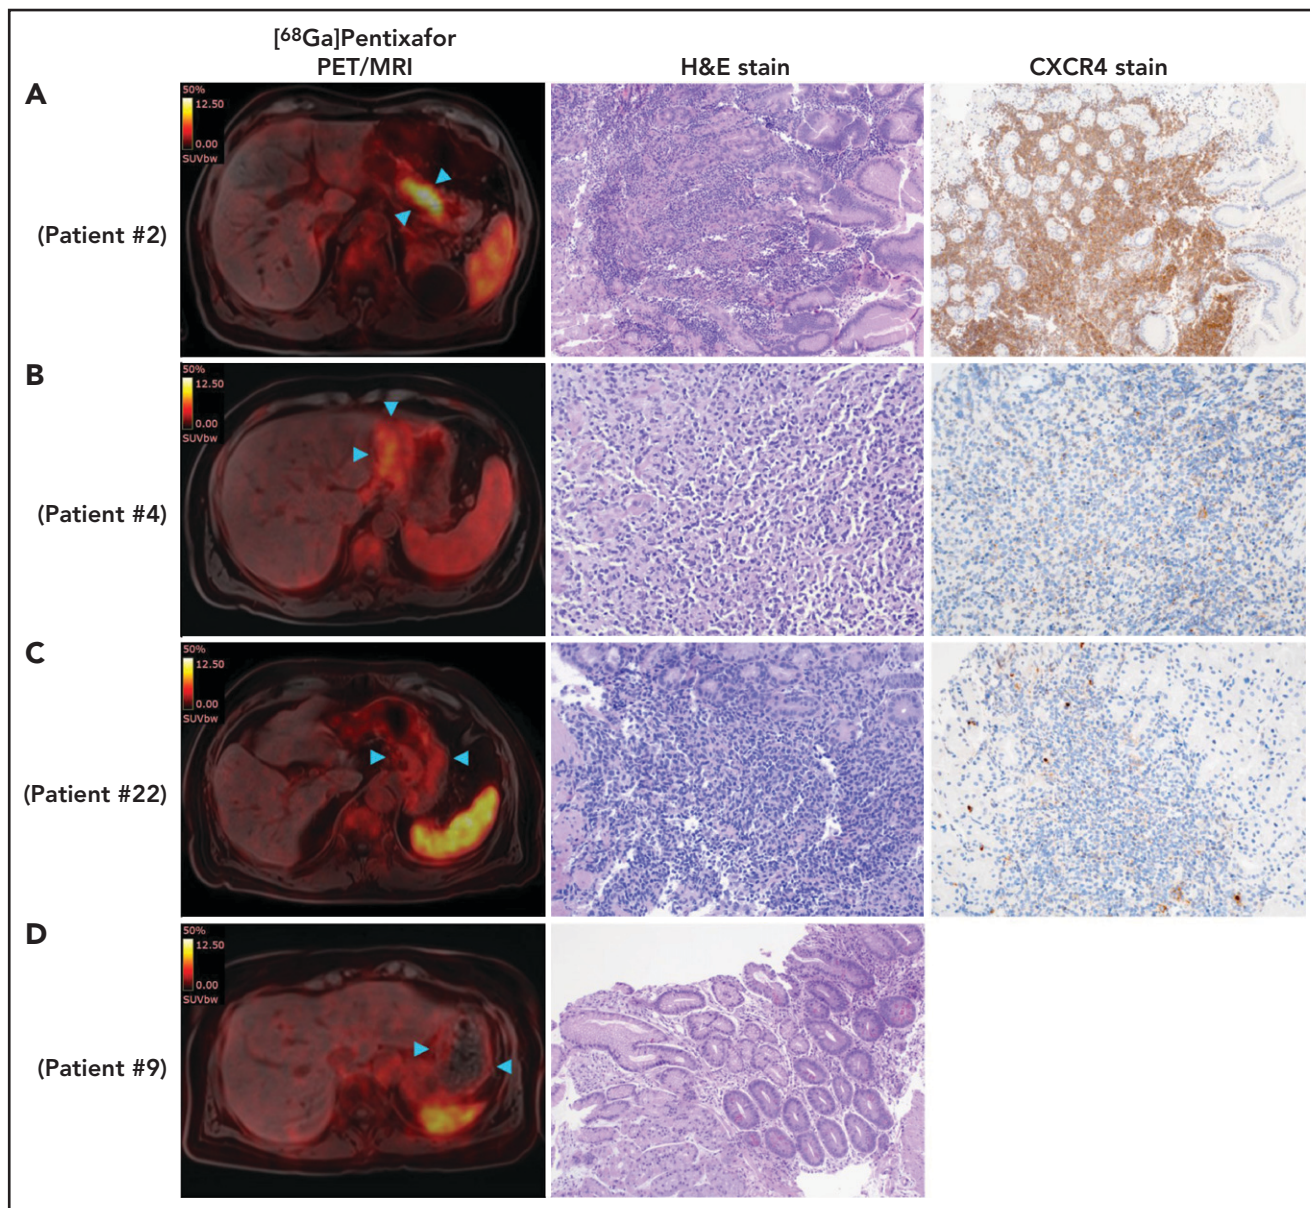 [68Ga]Pentixafor
PET/MRI
H&E stain
CXCR4 stain
A
50%
12.50
0.00
SUVbw
(Patient #2)
B
50%
12.50
0.00
SUVbw
(Patient #4)
C
50%
12.50
0.00
SUVbw
(Patient #22)
D
50%
12.50
0.00
SUVbw
(Patient #9)